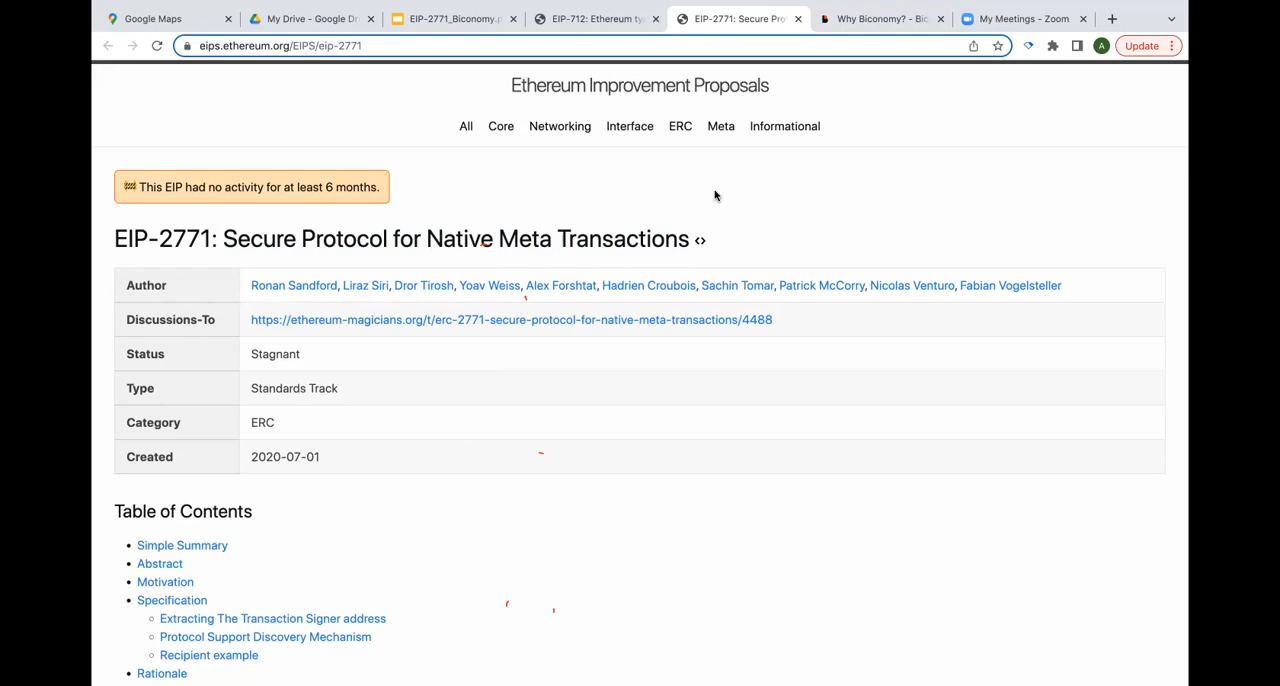 Google Maps
My Drive - Google Dr
EIP-2771_Biconomy.p
EIP-712: Ethereum ty
EIP-2771: Secure Pro
Why Biconomy? - Bic
My Meetings - Zoom
eips.ethereum.org/EIPS/eip-2771
A
Update
Ethereum Improvement Proposals
All Core Networking Interface ERC Meta Informational
🚧 This EIP had no activity for at least 6 months.
EIP-2771: Secure Protocol for Native Meta Transactions <>
Author Ronan Sandford, Liraz Siri, Dror Tirosh, Yoav Weiss, Alex Forshtat, Hadrien Croubois, Sachin Tomar, Patrick McCorry, Nicolas Venturo, Fabian Vogelsteller
Discussions-To https://ethereum-magicians.org/t/erc-2771-secure-protocol-for-native-meta-transactions/4488
Status Stagnant
Type Standards Track
Category ERC
Created 2020-07-01
Table of Contents
• Simple Summary
• Abstract
• Motivation
• Specification
◦ Extracting The Transaction Signer address
◦ Protocol Support Discovery Mechanism
◦ Recipient example
• Rationale